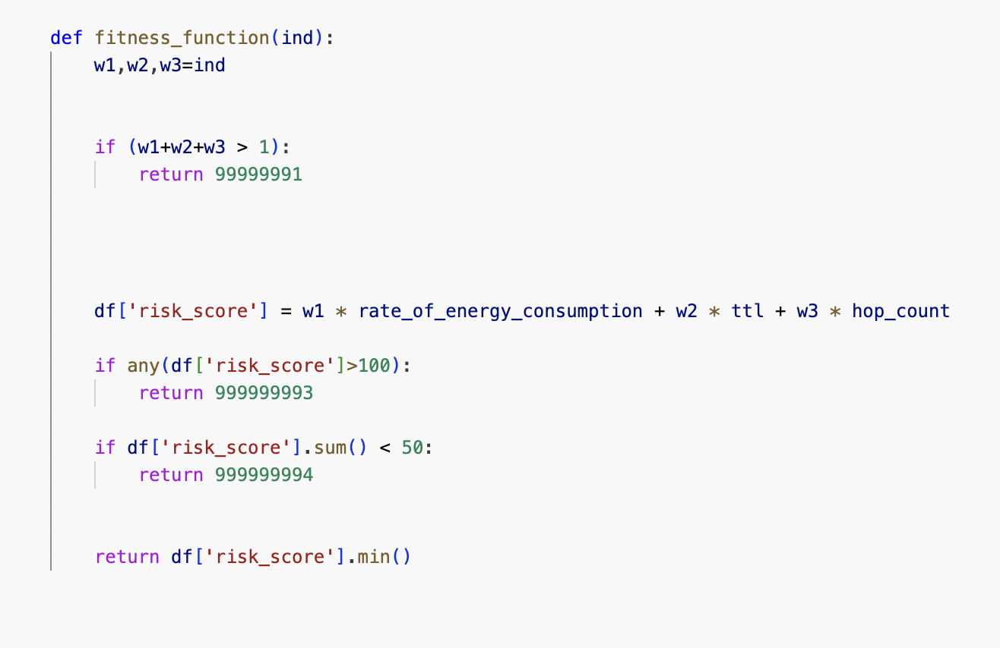 def fitness_function(ind):
    w1,w2,w3=ind
    if (w1+w2+w3 > 1):
        return 99999991
    df['risk_score'] = w1 * rate_of_energy_consumption + w2 * ttl + w3 * hop_count
    if any(df['risk_score']>100):
        return 999999993
    if df['risk_score'].sum() < 50:
        return 999999994
    return df['risk_score'].min()